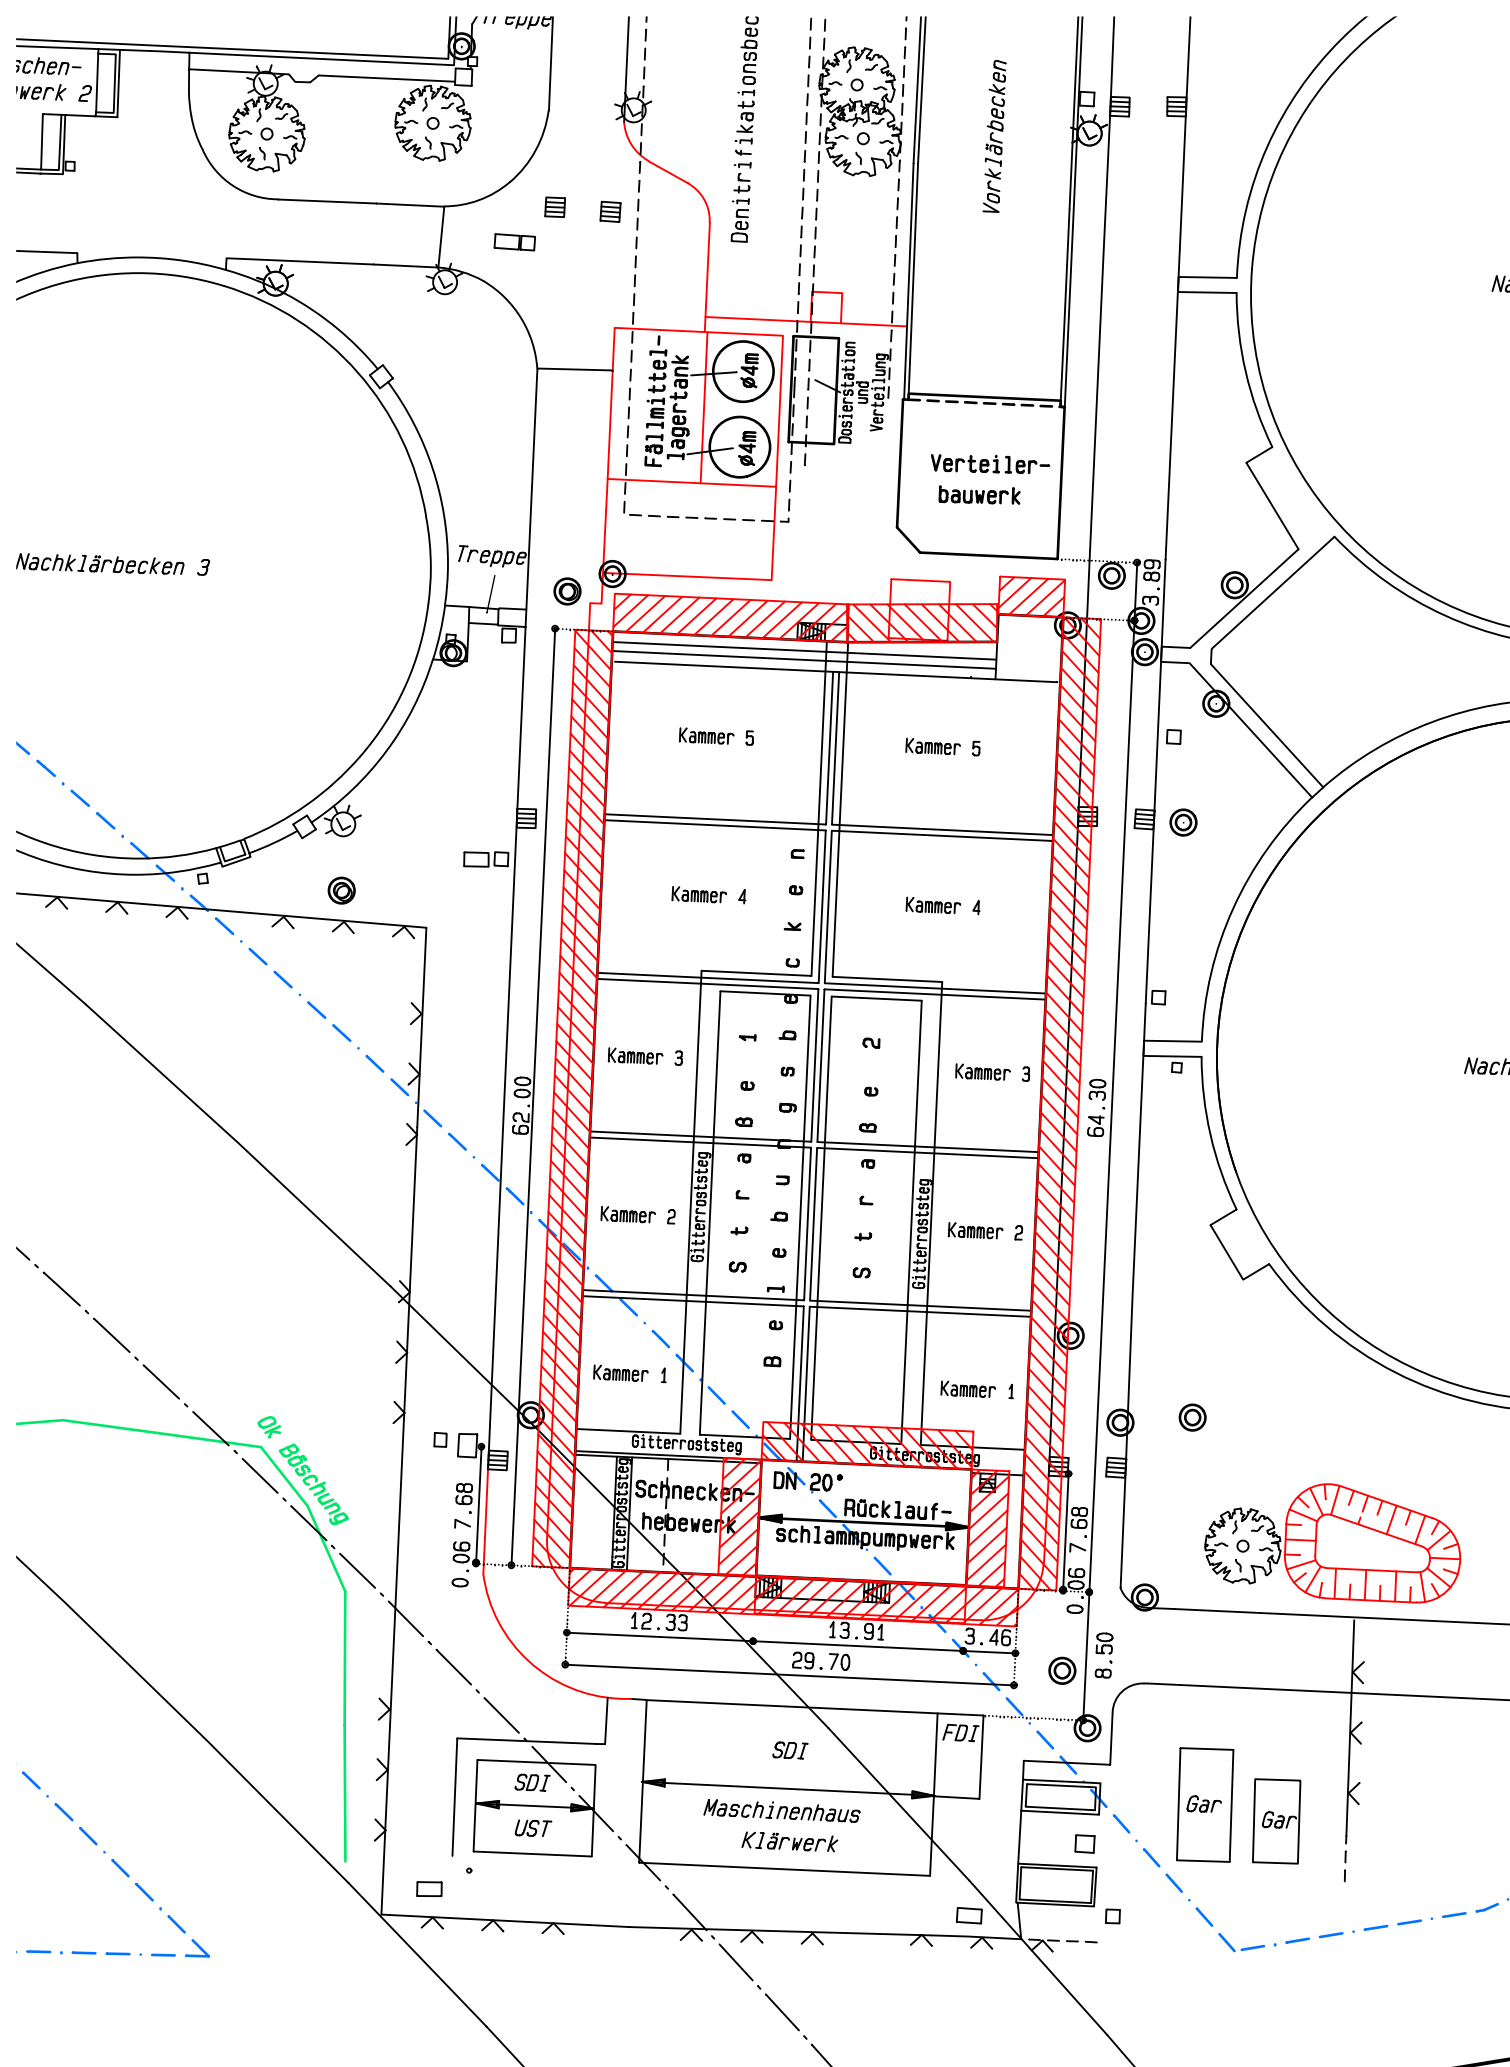 Treppe
schen-
werk 2
Denitrifikationsbec
Vorklärbecken
Na
Fällmittel-
lagertank
ø4m
ø4m
Dosierstation
und
Verteilung
Verteiler-
bauwerk
Nachklärbecken 3
Treppe
3.89
Kammer 5
Kammer 5
Kammer 4
Kammer 4
Kammer 3
Kammer 3
Kammer 2
Kammer 2
Kammer 1
Kammer 1
Straße 1
Belebungsbecken
Straße 2
Gitterroststeg
Gitterroststeg
62.00
64.30
Nach
Ok Böschung
Gitterroststeg
Gitterroststeg
Gitterroststeg
Schnecken-
hebewerk
DN 20°
Rücklauf-
schlammpumpwerk
0.06 7.68
0.06 7.68
12.33
13.91
3.46
29.70
8.50
FDI
SDI
SDI
UST
Maschinenhaus
Klärwerk
Gar
Gar